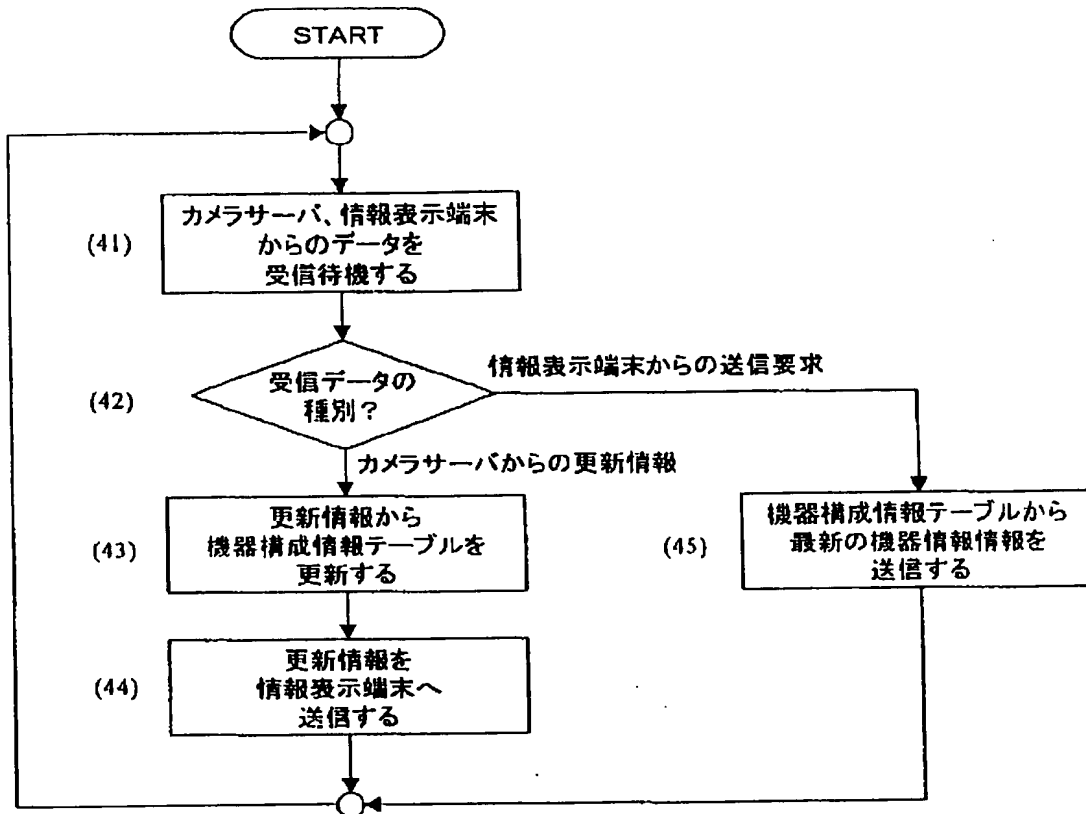 START
(41)
カメラサーバ、情報表示端末
からのデータを
受信待機する
(42)
受信データの
種別?
情報表示端末からの送信要求
カメラサーバからの更新情報
(43)
更新情報から
機器構成情報テーブルを
更新する
(45)
機器構成情報テーブルから
最新の機器情報情報を
送信する
(44)
更新情報を
情報表示端末へ
送信する